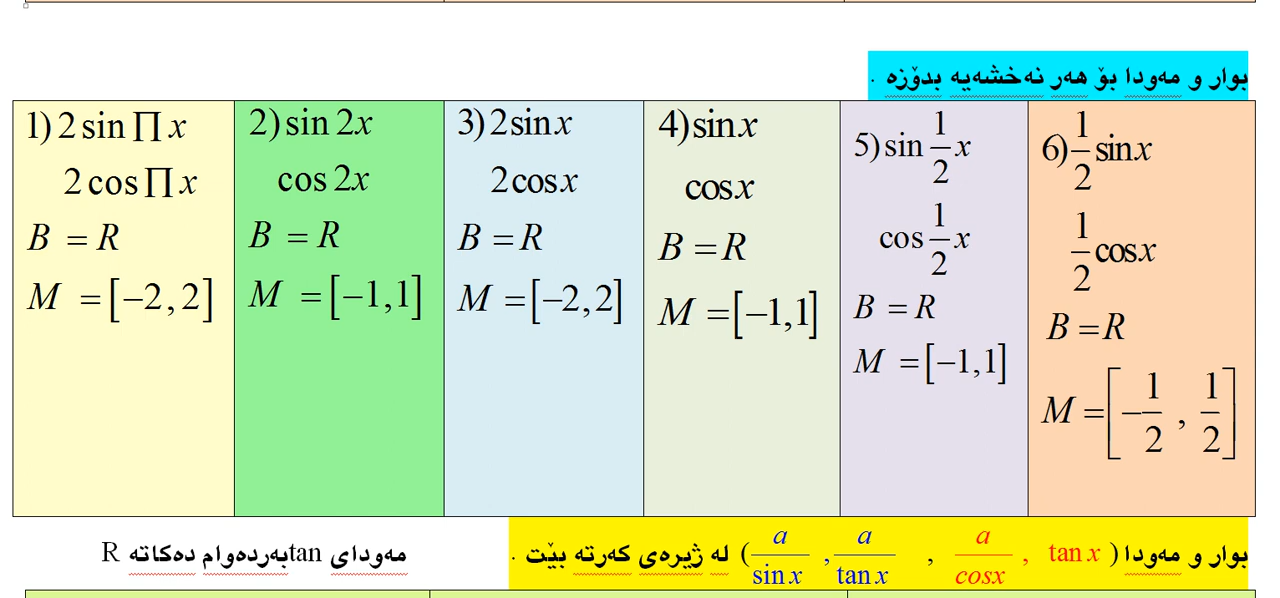 بوار و مەودا بۆ هەر نەخشەیە بدۆزە .
1) 2 sin ∏ x
2 cos ∏ x
B = R
M = [−2,2]
2) sin 2x
cos 2x
B = R
M = [−1,1]
3) 2sinx
2cosx
B = R
M = [−2,2]
4) sinx
cosx
B = R
M = [−1,1]
5) sin 1/2 x
cos 1/2 x
B = R
M = [−1,1]
6) 1/2 sinx
1/2 cosx
B = R
M = [−1/2 , 1/2]
بوار و مەودا ( tan x , a/cosx , a/tan x , a/sin x ) لە ژیرەی کەرتە بێت .
مەودای tanبەردەوام دەکاتە R